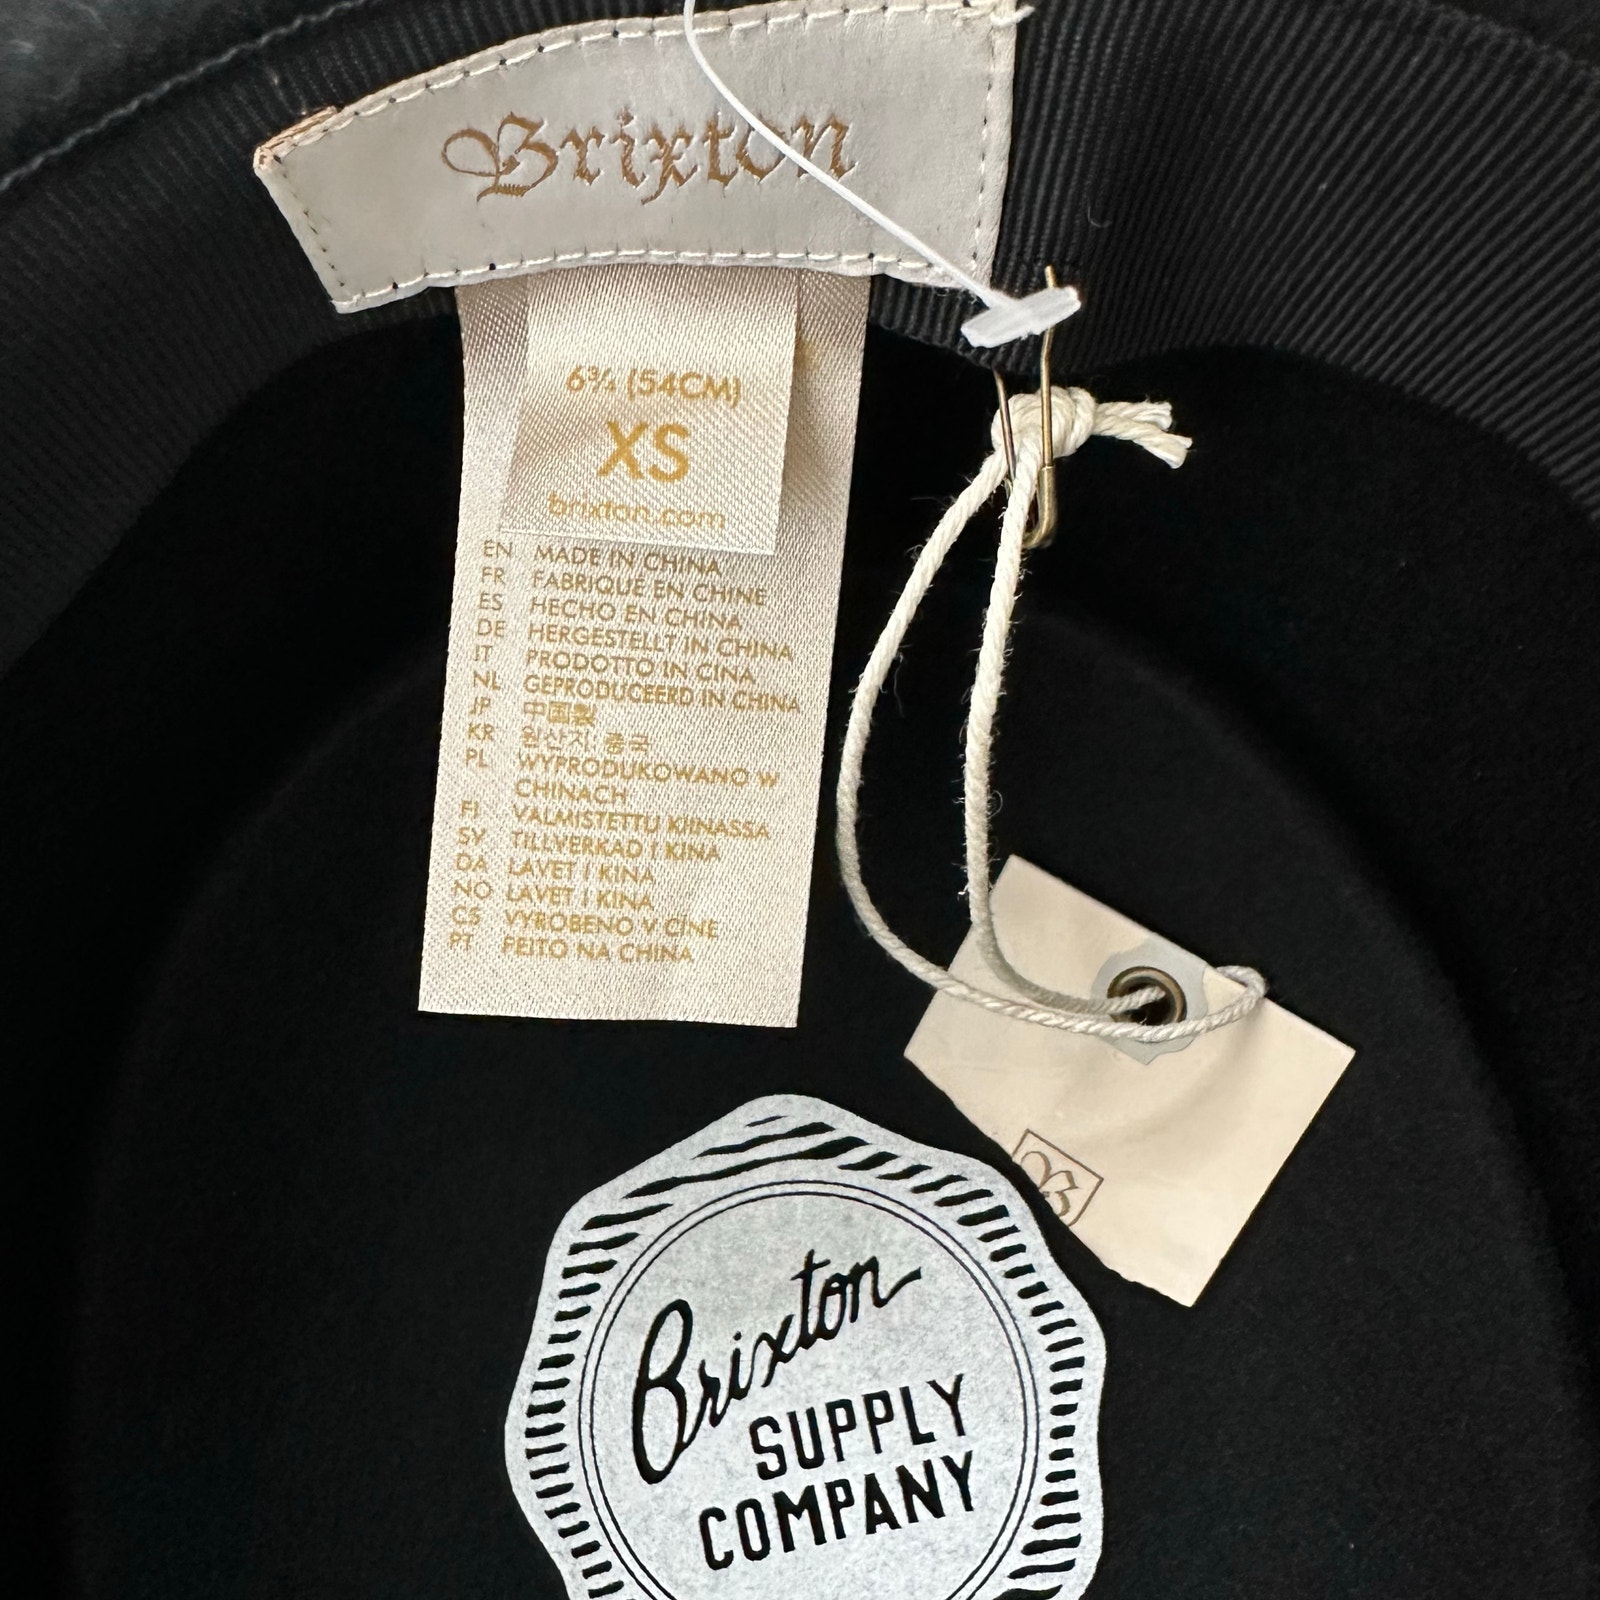 Brixton
6¾ (54CM)
XS
brixton.com
EN MADE IN CHINA
FR FABRIQUE EN CHINE
ES HECHO EN CHINA
DE HERGESTELLT IN CHINA
IT PRODOTTO IN CINA
NL GEPRODUCEERD IN CHINA
JP 中国製
KR 원산지: 중국
PL WYPRODUKOWANO W
CHINACH
FI VALMISTETTU KIINASSA
SV TILLVERKAD I KINA
DA LAVET I KINA
NO LAVET I KINA
CS VYROBENO V CÍNE
PT FEITO NA CHINA
B
Brixton
SUPPLY
COMPANY